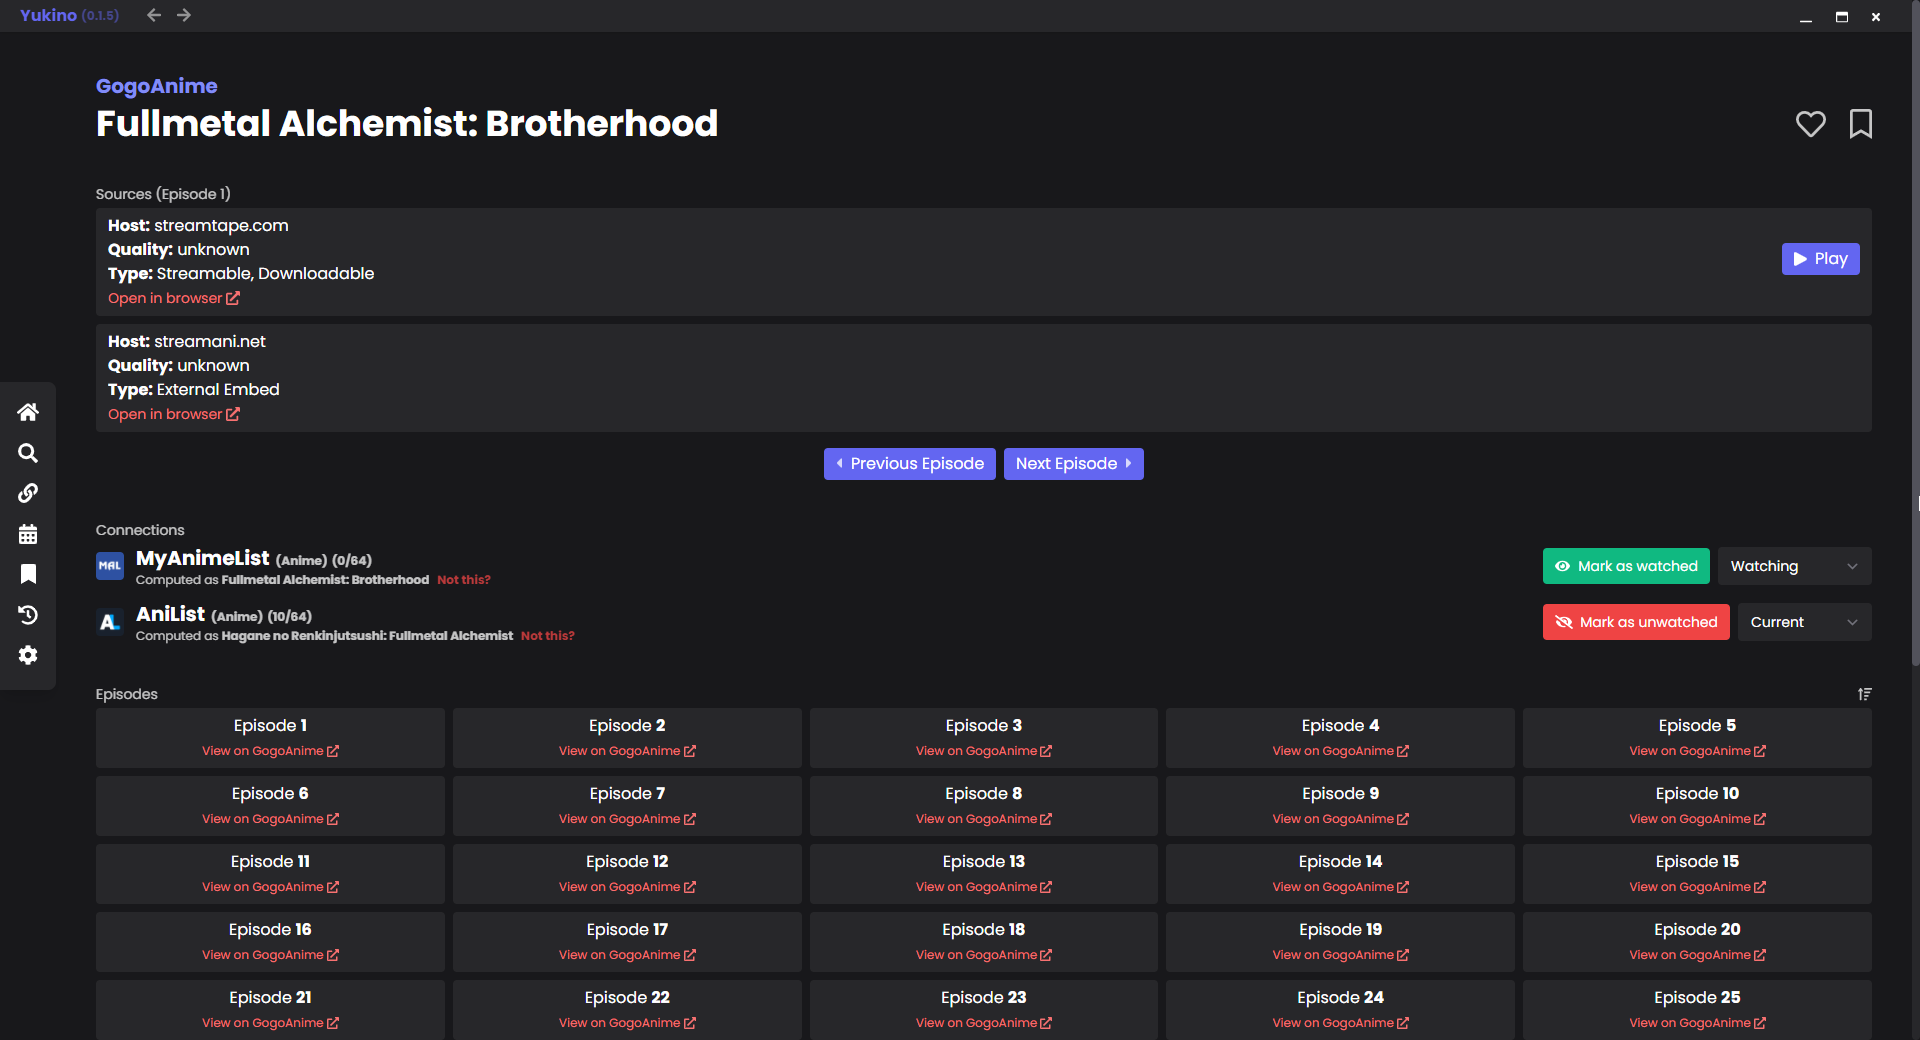 Yukino (0.1.5)
GogoAnime
Fullmetal Alchemist: Brotherhood
Sources (Episode 1)
Host: streamtape.com
Quality: unknown
Type: Streamable, Downloadable
Open in browser
Play
Host: streamani.net
Quality: unknown
Type: External Embed
Open in browser
Previous Episode
Next Episode
Connections
MAL
MyAnimeList (Anime) (0/64)
Computed as Fullmetal Alchemist: Brotherhood Not this?
Mark as watched
Watching
AL
AniList (Anime) (10/64)
Computed as Hagane no Renkinjutsushi: Fullmetal Alchemist Not this?
Mark as unwatched
Current
Episodes
Episode 1
View on GogoAnime
Episode 2
View on GogoAnime
Episode 3
View on GogoAnime
Episode 4
View on GogoAnime
Episode 5
View on GogoAnime
Episode 6
View on GogoAnime
Episode 7
View on GogoAnime
Episode 8
View on GogoAnime
Episode 9
View on GogoAnime
Episode 10
View on GogoAnime
Episode 11
View on GogoAnime
Episode 12
View on GogoAnime
Episode 13
View on GogoAnime
Episode 14
View on GogoAnime
Episode 15
View on GogoAnime
Episode 16
View on GogoAnime
Episode 17
View on GogoAnime
Episode 18
View on GogoAnime
Episode 19
View on GogoAnime
Episode 20
View on GogoAnime
Episode 21
View on GogoAnime
Episode 22
View on GogoAnime
Episode 23
View on GogoAnime
Episode 24
View on GogoAnime
Episode 25
View on GogoAnime